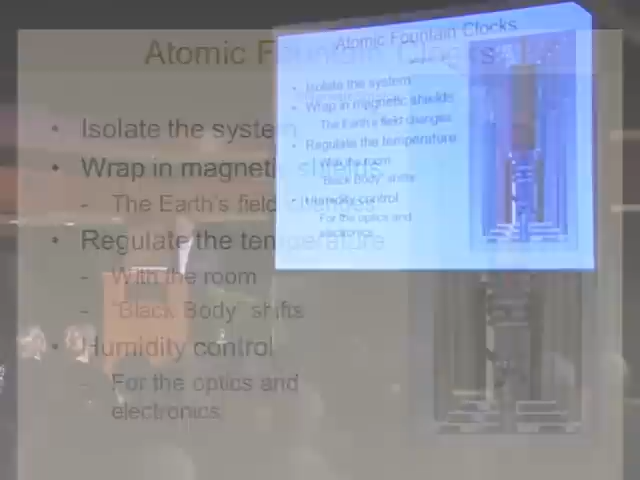 Atomic Fountain Clocks
• Isolate the system
• Wrap in magnetic shields
- The Earth's field changes
• Regulate the temperature
- With the room
- "Black Body" shifts
• Humidity control
- For the optics and
electronics
Atomic Fountain Clocks
• Isolate the system
• Wrap in magnetic shields
The Earth's field changes
• Regulate the temperature
With the room
"Black Body" shifts
• Humidity control
For the optics and
electronics